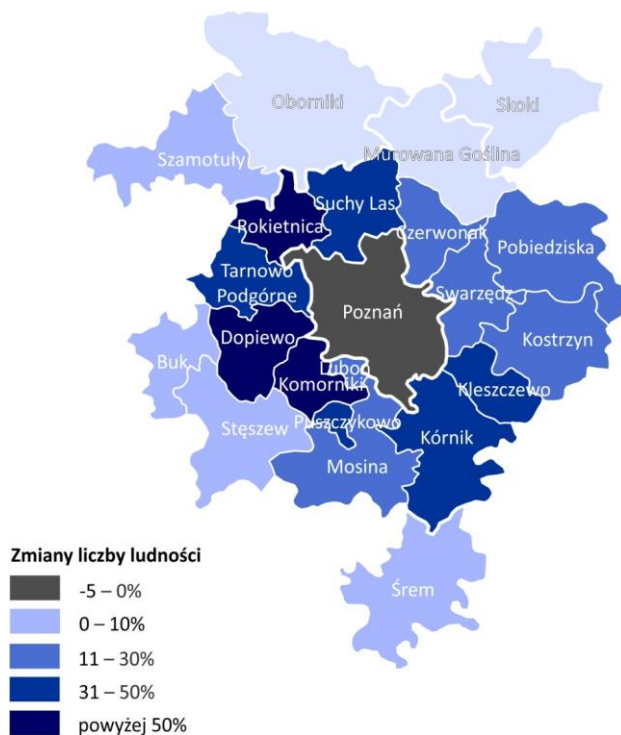 Oborniki
Skoki
Murowana Goślina
Szamotuły
Suchy Las
Rokietnica
Czerwonak
Pobiedziska
Tarnowo
Podgórne
Swarzędz
Poznań
Dopiewo
Kostrzyn
Buk
Luboń
Komorniki
Kleszczewo
Puszczykowo
Stęszew
Kórnik
Mosina
Śrem
Zmiany liczby ludności
-5 – 0%
0 – 10%
11 – 30%
31 – 50%
powyżej 50%